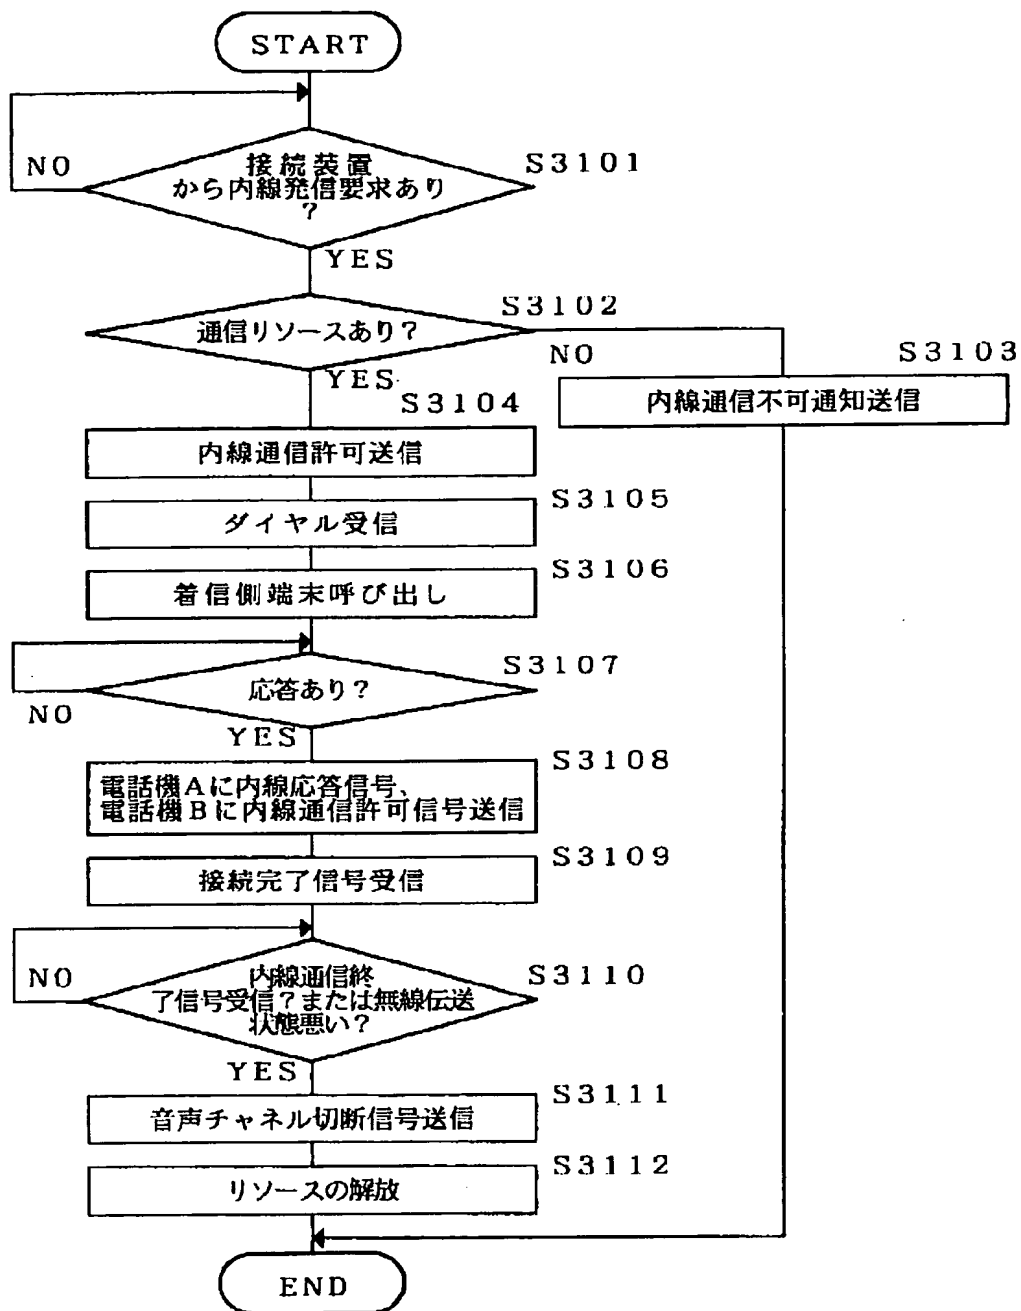 START
NO
接続装置
から内線発信要求あり
?
S3101
YES
通信リソースあり?
S3102
NO
S3103
内線通信不可通知送信
YES
S3104
内線通信許可送信
S3105
ダイヤル受信
S3106
着信側端末呼び出し
S3107
応答あり?
NO
YES
S3108
電話機Aに内線応答信号、
電話機Bに内線通信許可信号送信
S3109
接続完了信号受信
NO
内線通信終
了信号受信?または無線伝送
状態悪い?
S3110
YES
S3111
音声チャネル切断信号送信
S3112
リソースの解放
END